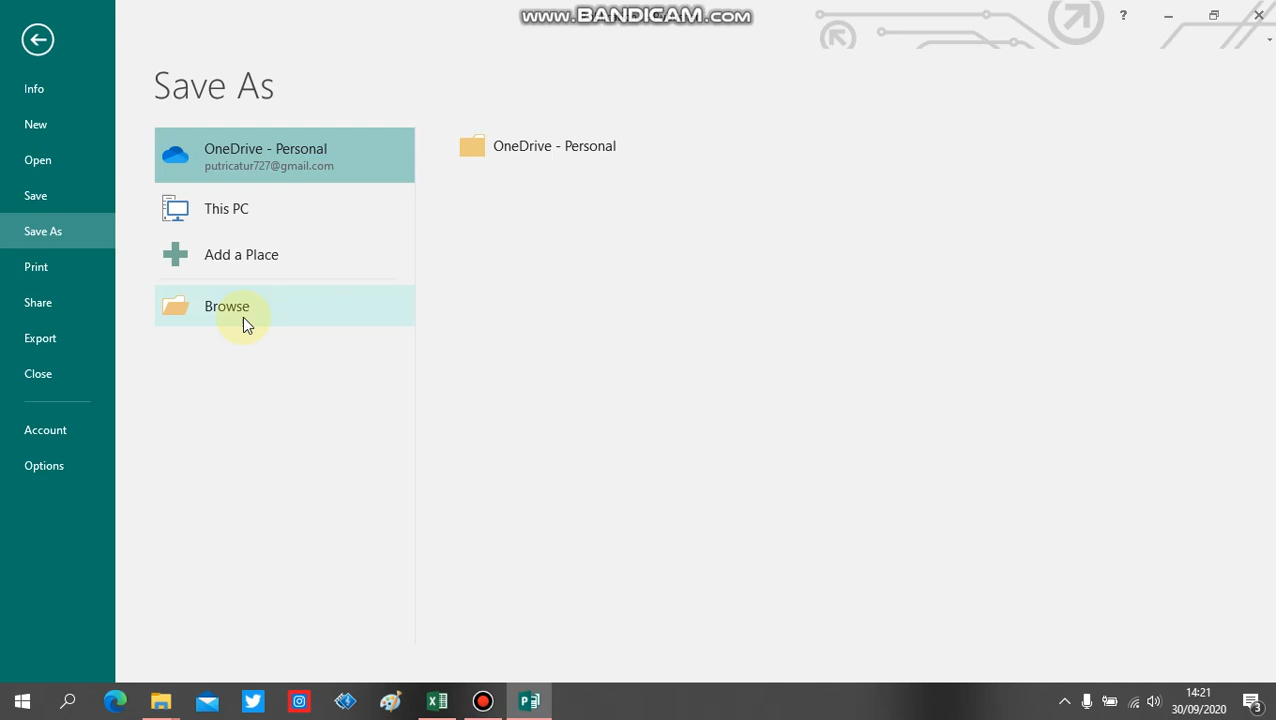 www.BANDICAM.com
?
Save As
Info
New
Open
Save
Save As
Print
Share
Export
Close
Account
Options
OneDrive - Personal
putricatur727@gmail.com
This PC
Add a Place
Browse
OneDrive - Personal
14:21
30/09/2020
3